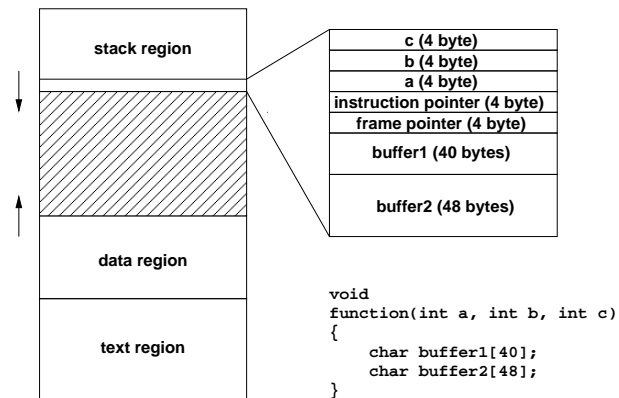 stack region
data region
text region
c (4 byte)
b (4 byte)
a (4 byte)
instruction pointer (4 byte)
frame pointer (4 byte)
buffer1 (40 bytes)
buffer2 (48 bytes)
void
function(int a, int b, int c)
{
char buffer1[40];
char buffer2[48];
}